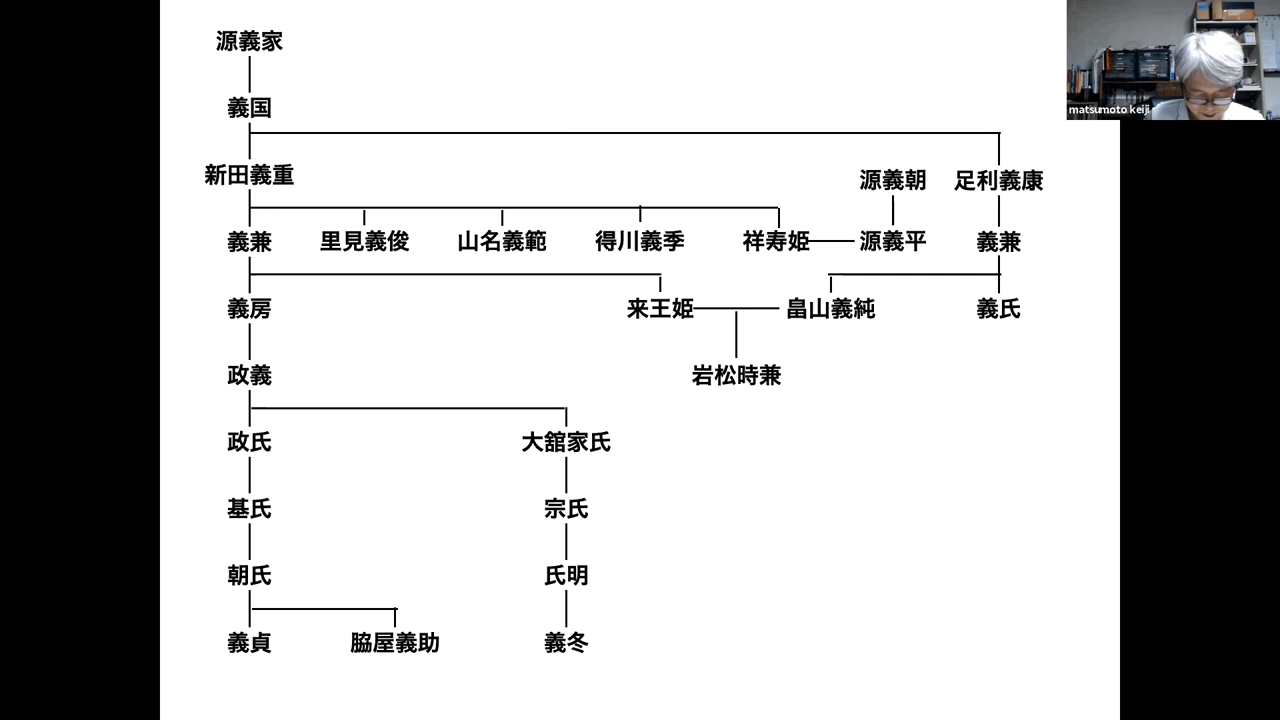 源義家
義国
新田義重
源義朝
足利義康
義兼
里見義俊
山名義範
得川義季
祥寿姫
源義平
義兼
義房
来王姫
畠山義純
義氏
政義
岩松時兼
政氏
大舘家氏
基氏
宗氏
朝氏
氏明
義貞
脇屋義助
義冬
matsumoto keiji